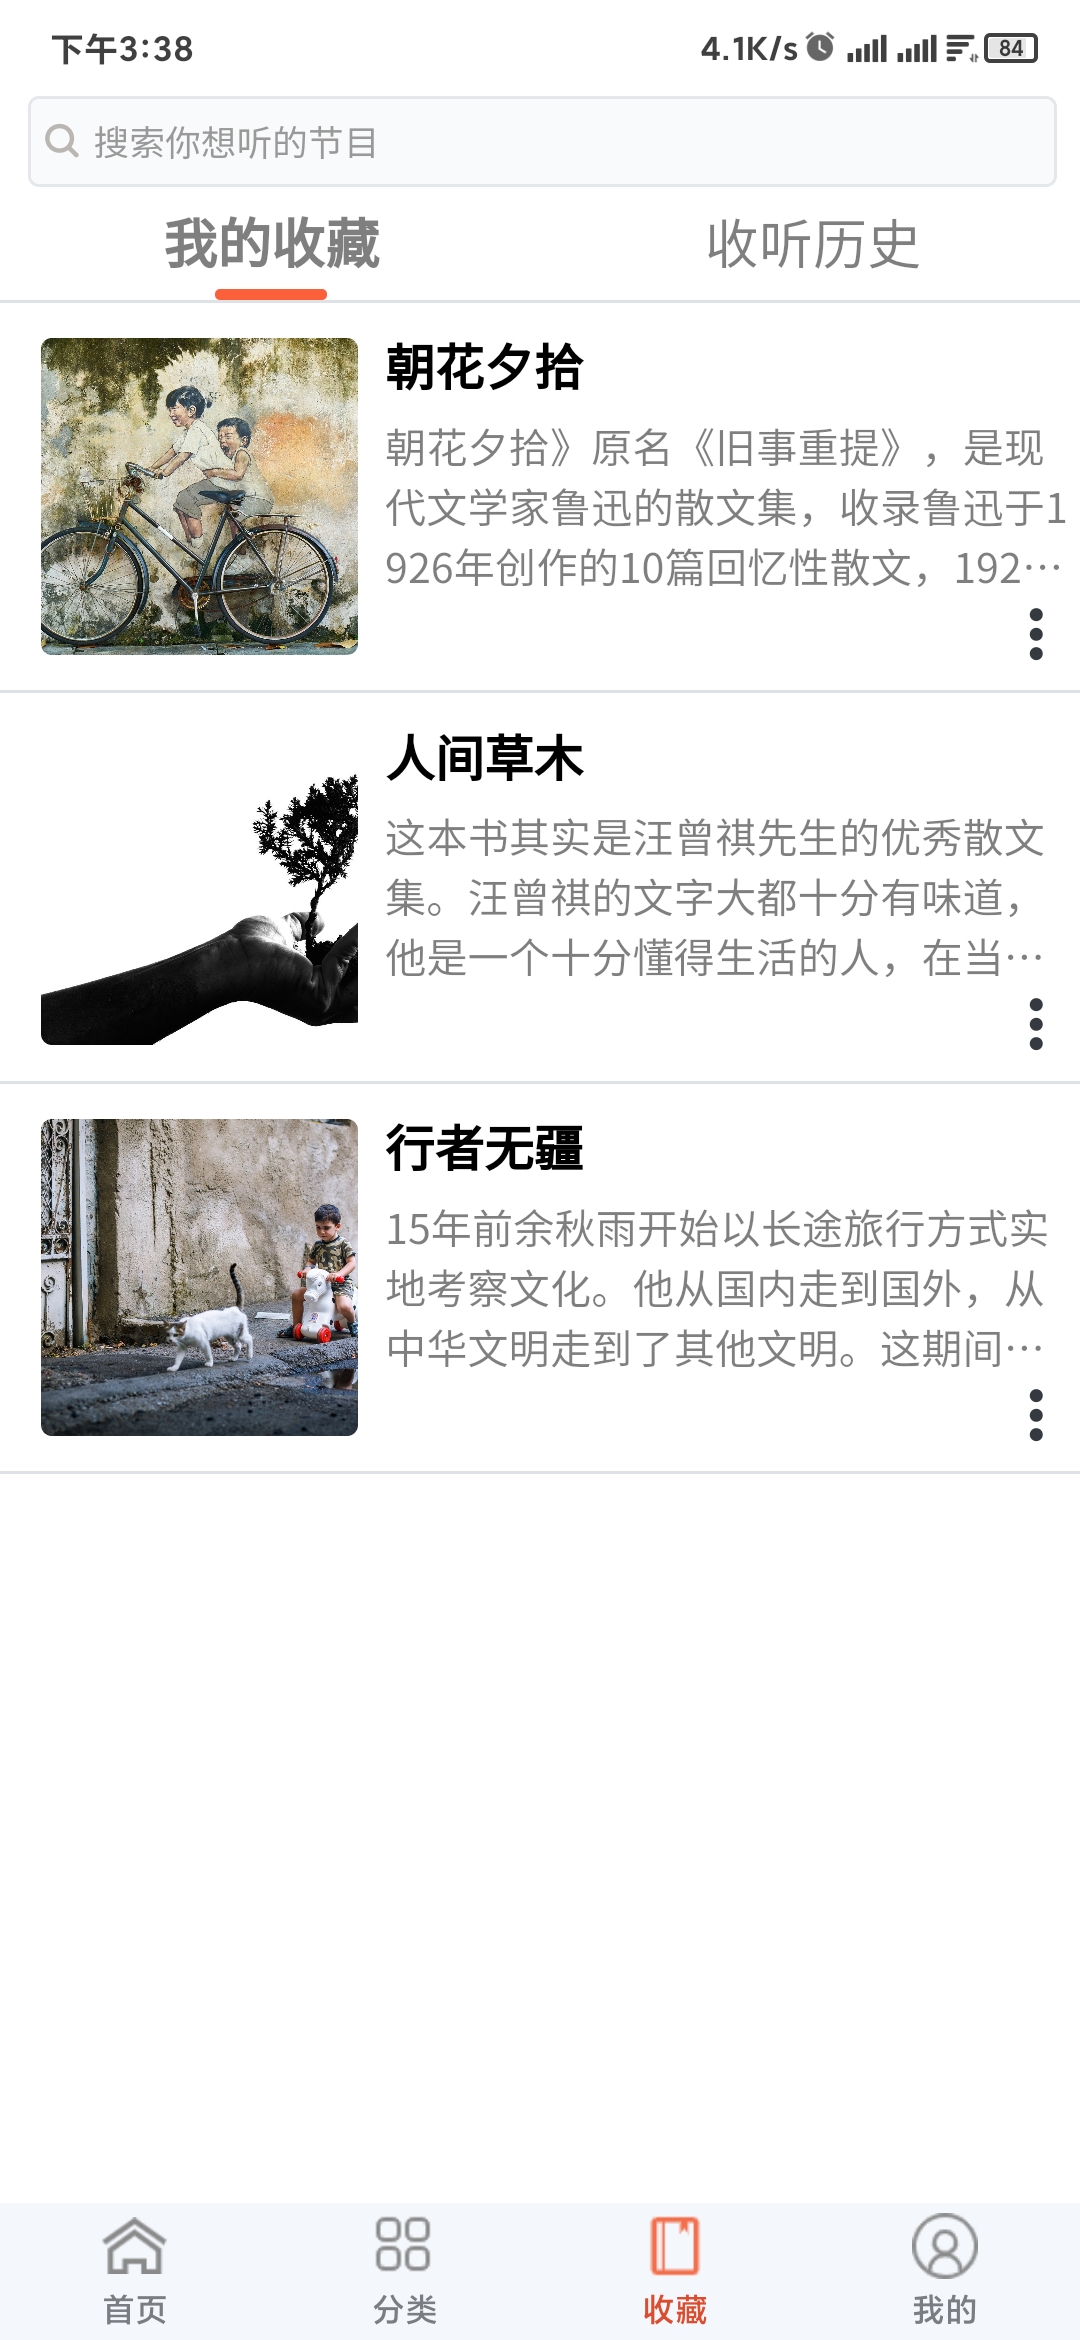 下午3:38
4.1K/s
84
搜索你想听的节目
我的收藏
收听历史
朝花夕拾
朝花夕拾》原名《旧事重提》，是现
代文学家鲁迅的散文集，收录鲁迅于1
926年创作的10篇回忆性散文，192…
人间草木
这本书其实是汪曾祺先生的优秀散文
集。汪曾祺的文字大都十分有味道，
他是一个十分懂得生活的人，在当…
行者无疆
15年前余秋雨开始以长途旅行方式实
地考察文化。他从国内走到国外，从
中华文明走到了其他文明。这期间…
首页
分类
收藏
我的